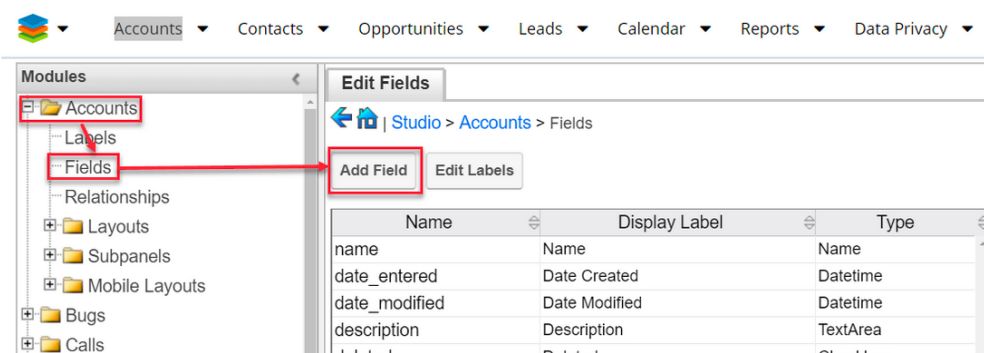 Accounts Contacts Opportunities Leads Calendar Reports Data Privacy
Modules
Accounts
Labels
Fields
Relationships
Layouts
Subpanels
Mobile Layouts
Bugs
Calls
Edit Fields
| Studio > Accounts > Fields
Add Field Edit Labels
Name Display Label Type
name Name Name
date_entered Date Created Datetime
date_modified Date Modified Datetime
description Description TextArea